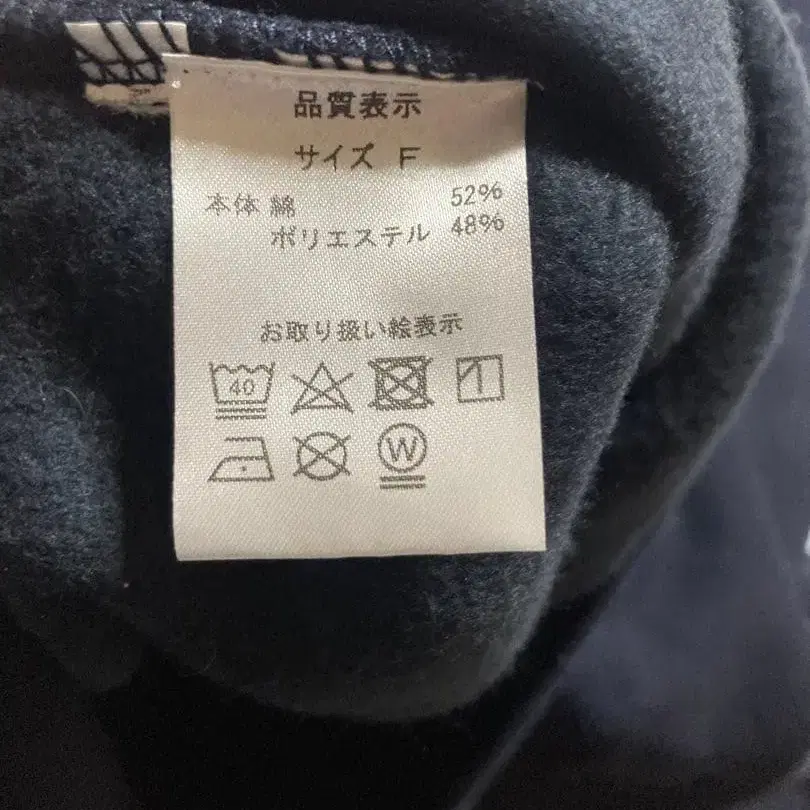 品質表示
サイズ F
本体 綿 52%
ポリエステル 48%
お取り扱い絵表示
40
W